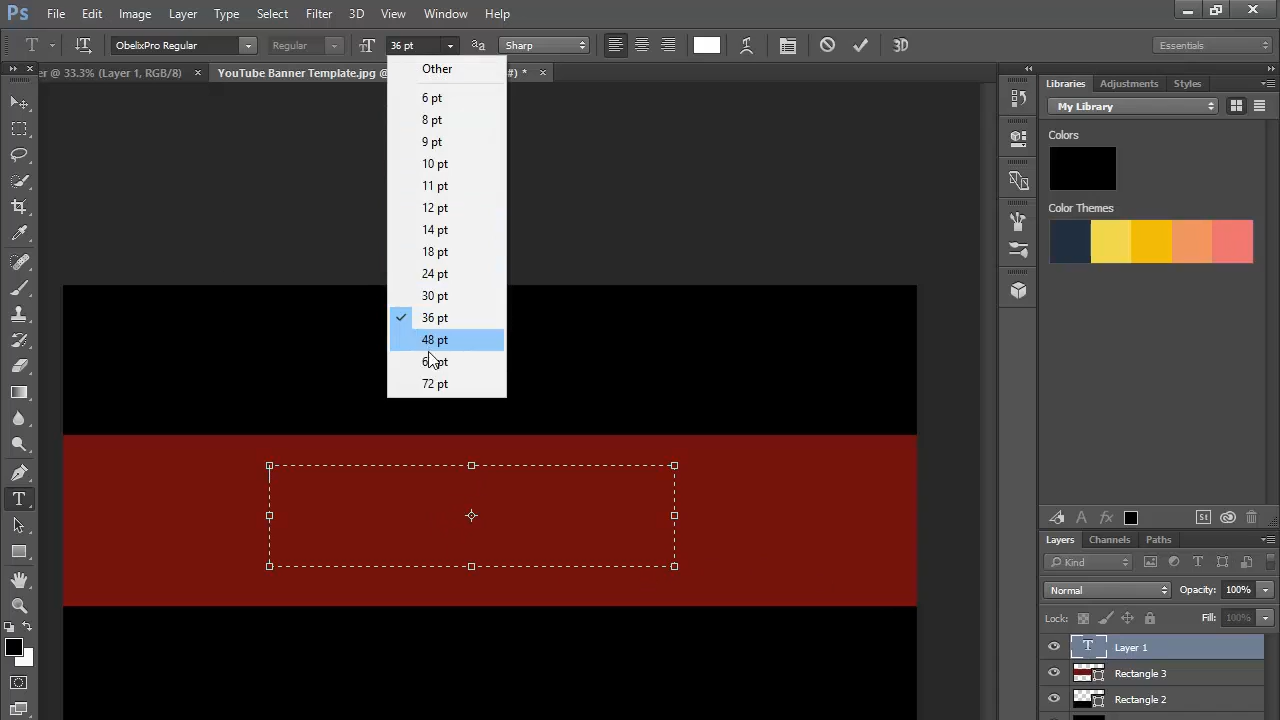 Ps File Edit Image Layer Type Select Filter 3D View Window Help
T ObelixPro Regular Regular 36 pt aa Sharp 3D Essentials
@ 33.3% (Layer 1, RGB/8) × YouTube Banner Template.jpg @ #) * ×
Other
6 pt
8 pt
9 pt
10 pt
11 pt
12 pt
14 pt
18 pt
24 pt
30 pt
36 pt
48 pt
72 pt
Libraries Adjustments Styles
My Library
Colors
Color Themes
A fx St
Layers Channels Paths
Kind T
Normal Opacity: 100%
Lock: Fill: 100%
T Layer 1
Rectangle 3
Rectangle 2
T